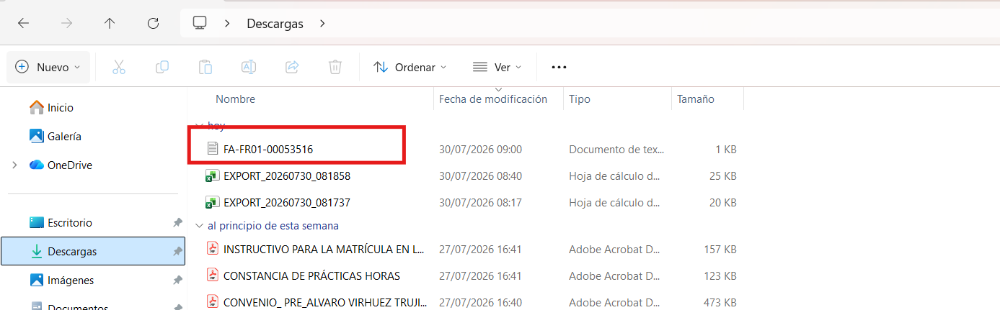 Descargas
Nuevo
Ordenar
Ver
Nombre Fecha de modificación Tipo Tamaño
Inicio
Galería
OneDrive
Escritorio
Descargas
Imágenes
Documentos
hoy
FA-FR01-00053516 30/07/2026 09:00 Documento de tex... 1 KB
EXPORT_20260730_081858 30/07/2026 08:40 Hoja de cálculo d... 25 KB
EXPORT_20260730_081737 30/07/2026 08:17 Hoja de cálculo d... 20 KB
al principio de esta semana
INSTRUCTIVO PARA LA MATRÍCULA EN L... 27/07/2026 16:41 Adobe Acrobat D... 157 KB
CONSTANCIA DE PRÁCTICAS HORAS 27/07/2026 16:41 Adobe Acrobat D... 123 KB
CONVENIO_ PRE_ALVARO VIRHUEZ TRUJI... 27/07/2026 16:40 Adobe Acrobat D... 473 KB